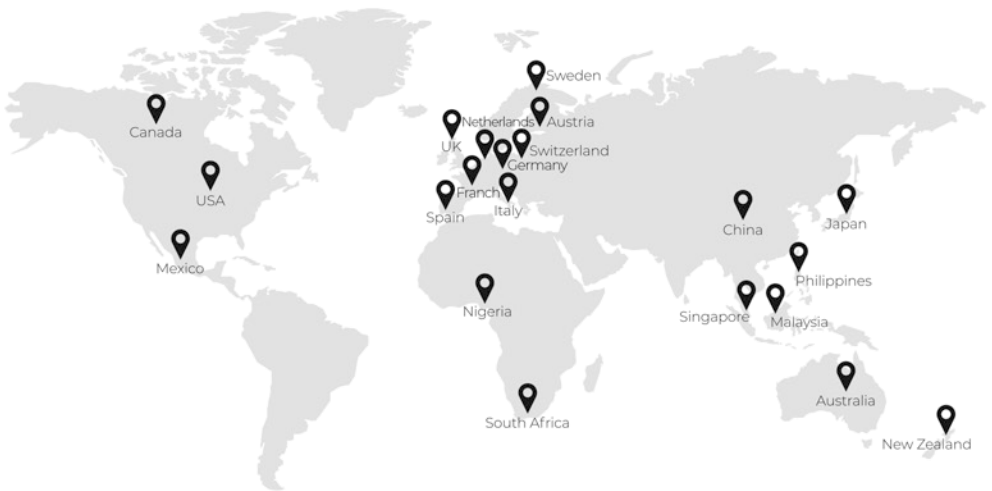 Sweden
Canada
Netherlands
Austria
UK
Switzerland
Germany
USA
Franch
Italy
Spain
China
Japan
Mexico
Philippines
Nigeria
Singapore
Malaysia
Australia
South Africa
New Zealand